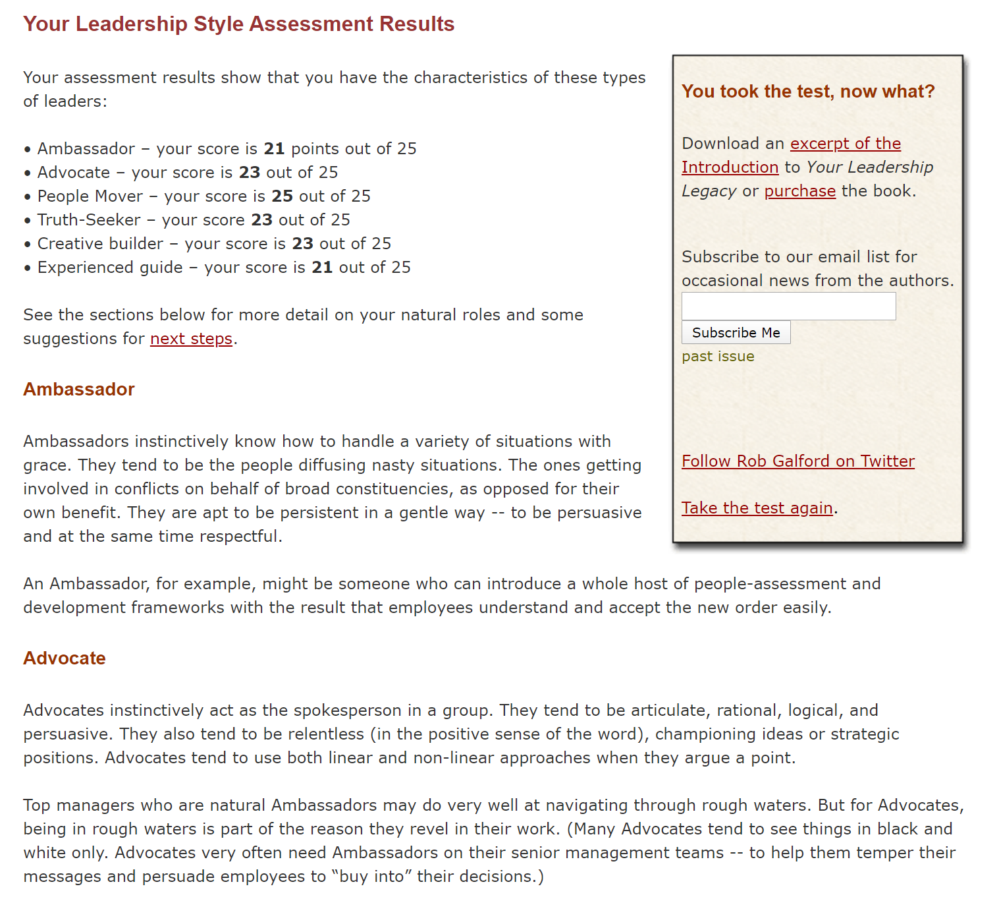 Your Leadership Style Assessment Results
Your assessment results show that you have the characteristics of these types
of leaders:
• Ambassador – your score is 21 points out of 25
• Advocate – your score is 23 out of 25
• People Mover – your score is 25 out of 25
• Truth-Seeker – your score 23 out of 25
• Creative builder – your score is 23 out of 25
• Experienced guide – your score is 21 out of 25
See the sections below for more detail on your natural roles and some
suggestions for next steps.
Ambassador
Ambassadors instinctively know how to handle a variety of situations with
grace. They tend to be the people diffusing nasty situations. The ones getting
involved in conflicts on behalf of broad constituencies, as opposed for their
own benefit. They are apt to be persistent in a gentle way -- to be persuasive
and at the same time respectful.
An Ambassador, for example, might be someone who can introduce a whole host of people-assessment and
development frameworks with the result that employees understand and accept the new order easily.
Advocate
Advocates instinctively act as the spokesperson in a group. They tend to be articulate, rational, logical, and
persuasive. They also tend to be relentless (in the positive sense of the word), championing ideas or strategic
positions. Advocates tend to use both linear and non-linear approaches when they argue a point.
Top managers who are natural Ambassadors may do very well at navigating through rough waters. But for Advocates,
being in rough waters is part of the reason they revel in their work. (Many Advocates tend to see things in black and
white only. Advocates very often need Ambassadors on their senior management teams -- to help them temper their
messages and persuade employees to “buy into” their decisions.)
You took the test, now what?
Download an excerpt of the
Introduction to Your Leadership
Legacy or purchase the book.
Subscribe to our email list for
occasional news from the authors.
Subscribe Me
past issue
Follow Rob Galford on Twitter
Take the test again.